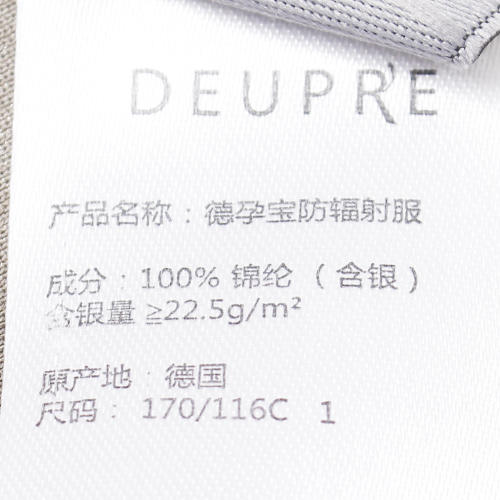 DEUPR'E
产品名称：德孕宝防辐射服
成分：100% 锦纶（含银）
含银量 ≧22.5g/m²
原产地：德国
尺码：170/116C 1